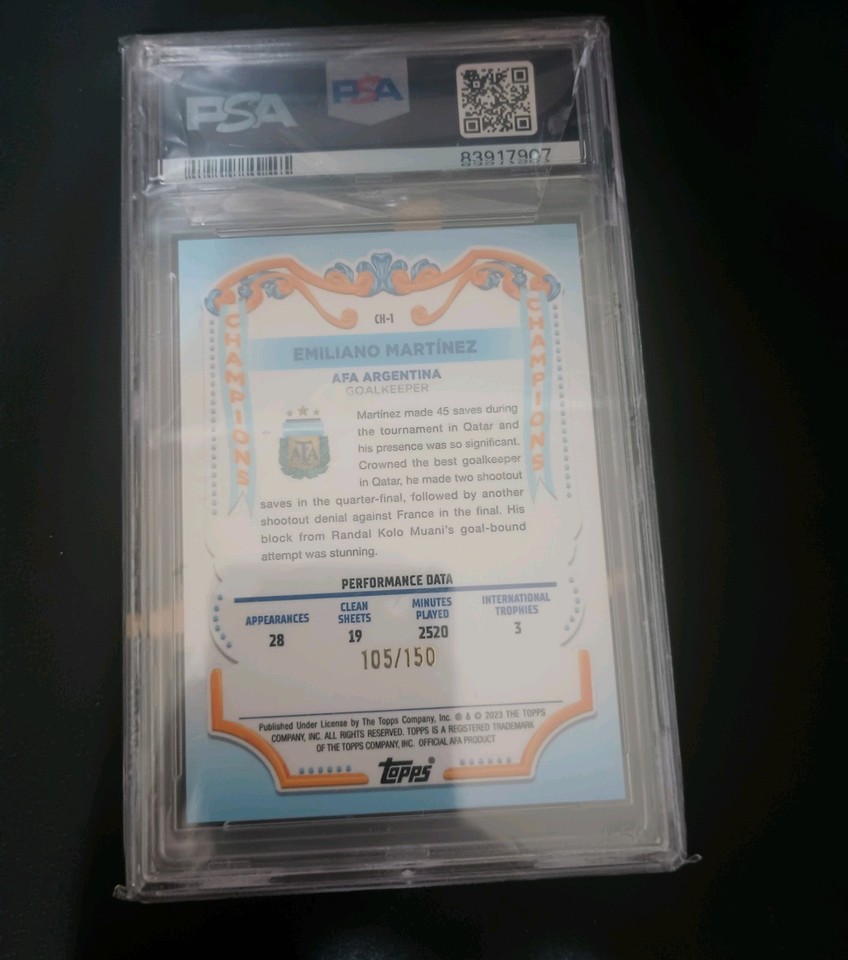 PSA
PSA
83917907
CH-1
CHAMPIONS
CHAMPIONS
EMILIANO MARTÍNEZ
AFA ARGENTINA
GOALKEEPER
AFA
Martínez made 45 saves during
the tournament in Qatar and
his presence was so significant.
Crowned the best goalkeeper
in Qatar, he made two shootout
saves in the quarter-final, followed by another
shootout denial against France in the final. His
block from Randal Kolo Muani's goal-bound
attempt was stunning.
PERFORMANCE DATA
APPEARANCES
28
CLEAN
SHEETS
19
MINUTES
PLAYED
2520
INTERNATIONAL
TROPHIES
3
105/150
Published Under License by The Topps Company, Inc. ® & © 2023 THE TOPPS
COMPANY, INC. ALL RIGHTS RESERVED. TOPPS IS A REGISTERED TRADEMARK
OF THE TOPPS COMPANY, INC. OFFICIAL AFA PRODUCT
topps®